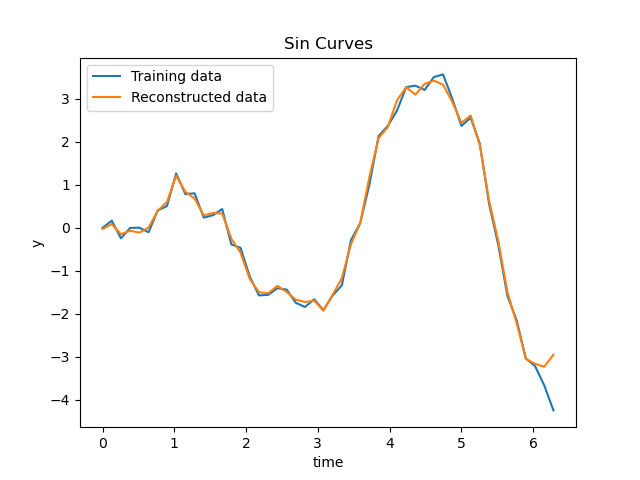 Sin Curves
Training data
Reconstructed data
y
3
2
1
0
−1
−2
−3
−4
0 1 2 3 4 5 6
time